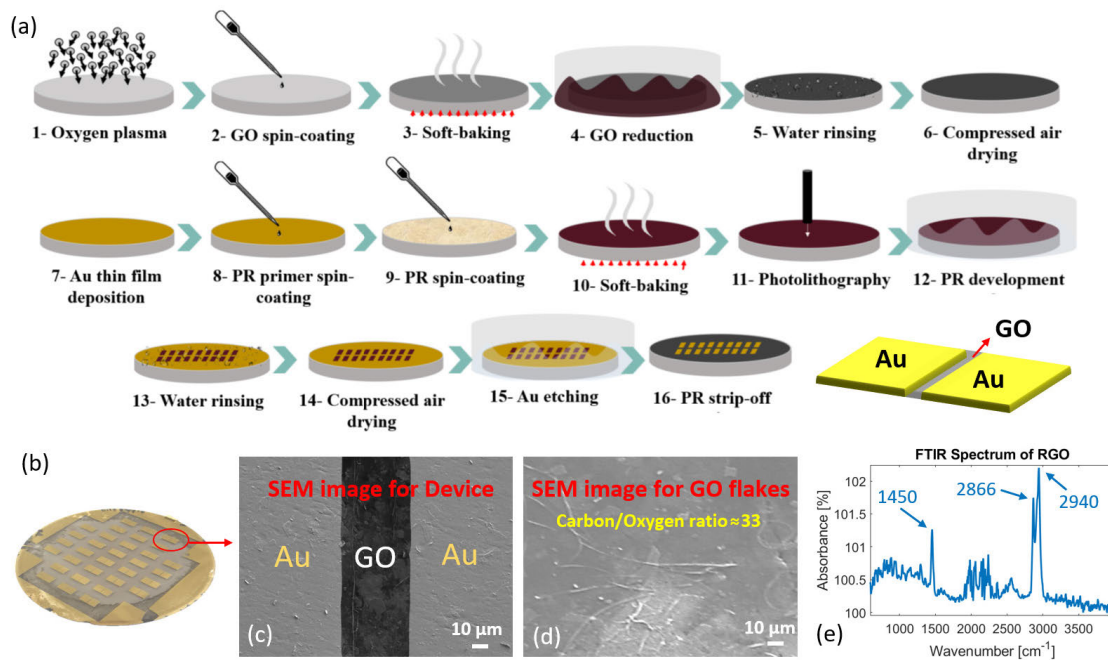 (a)
1- Oxygen plasma
2- GO spin-coating
3- Soft-baking
4- GO reduction
5- Water rinsing
6- Compressed air
drying
7- Au thin film
deposition
8- PR primer spin-
coating
9- PR spin-coating
10- Soft-baking
11- Photolithography
12- PR development
13- Water rinsing
14- Compressed air
drying
15- Au etching
16- PR strip-off
GO
Au
Au
(b)
SEM image for Device
Au
GO
Au
(c)
10 μm
SEM image for GO flakes
Carbon/Oxygen ratio≈33
(d)
10 μm
FTIR Spectrum of RGO
1450
2866
2940
102
101.5
101
100.5
100
Absorbance [%]
1000
1500
2000
2500
3000
3500
Wavenumber [cm⁻¹]
(e)